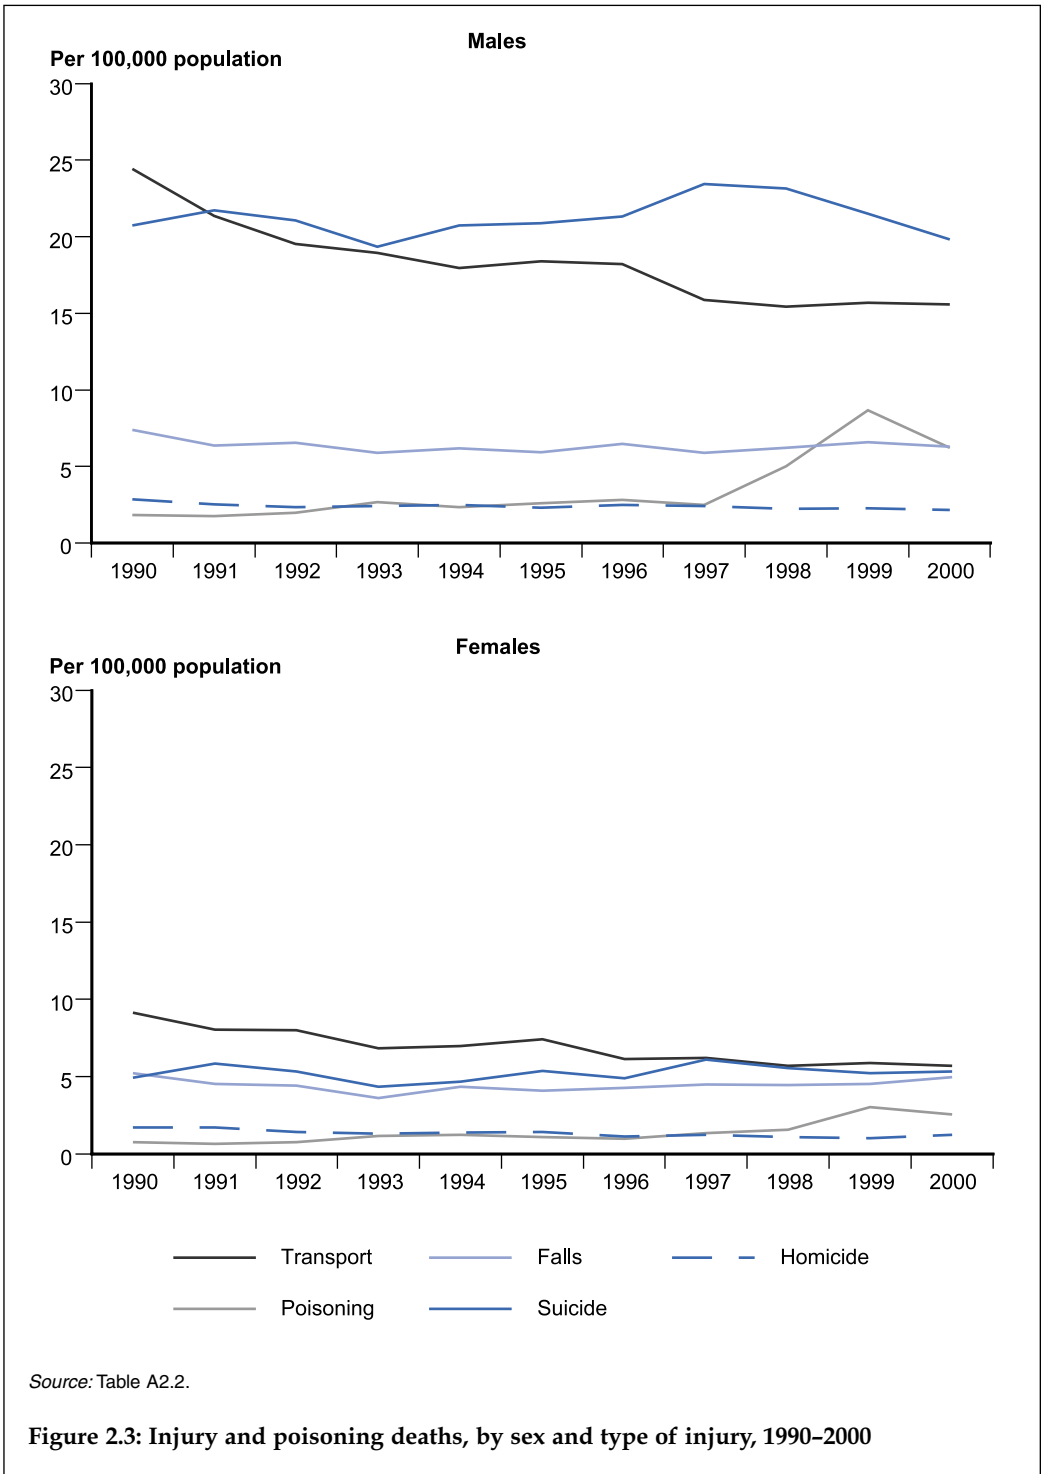 Males
Per 100,000 population
30
25
20
15
10
5
0
1990 1991 1992 1993 1994 1995 1996 1997 1998 1999 2000
Females
Per 100,000 population
30
25
20
15
10
5
0
1990 1991 1992 1993 1994 1995 1996 1997 1998 1999 2000
Transport Falls Homicide
Poisoning Suicide
Source: Table A2.2.
Figure 2.3: Injury and poisoning deaths, by sex and type of injury, 1990–2000